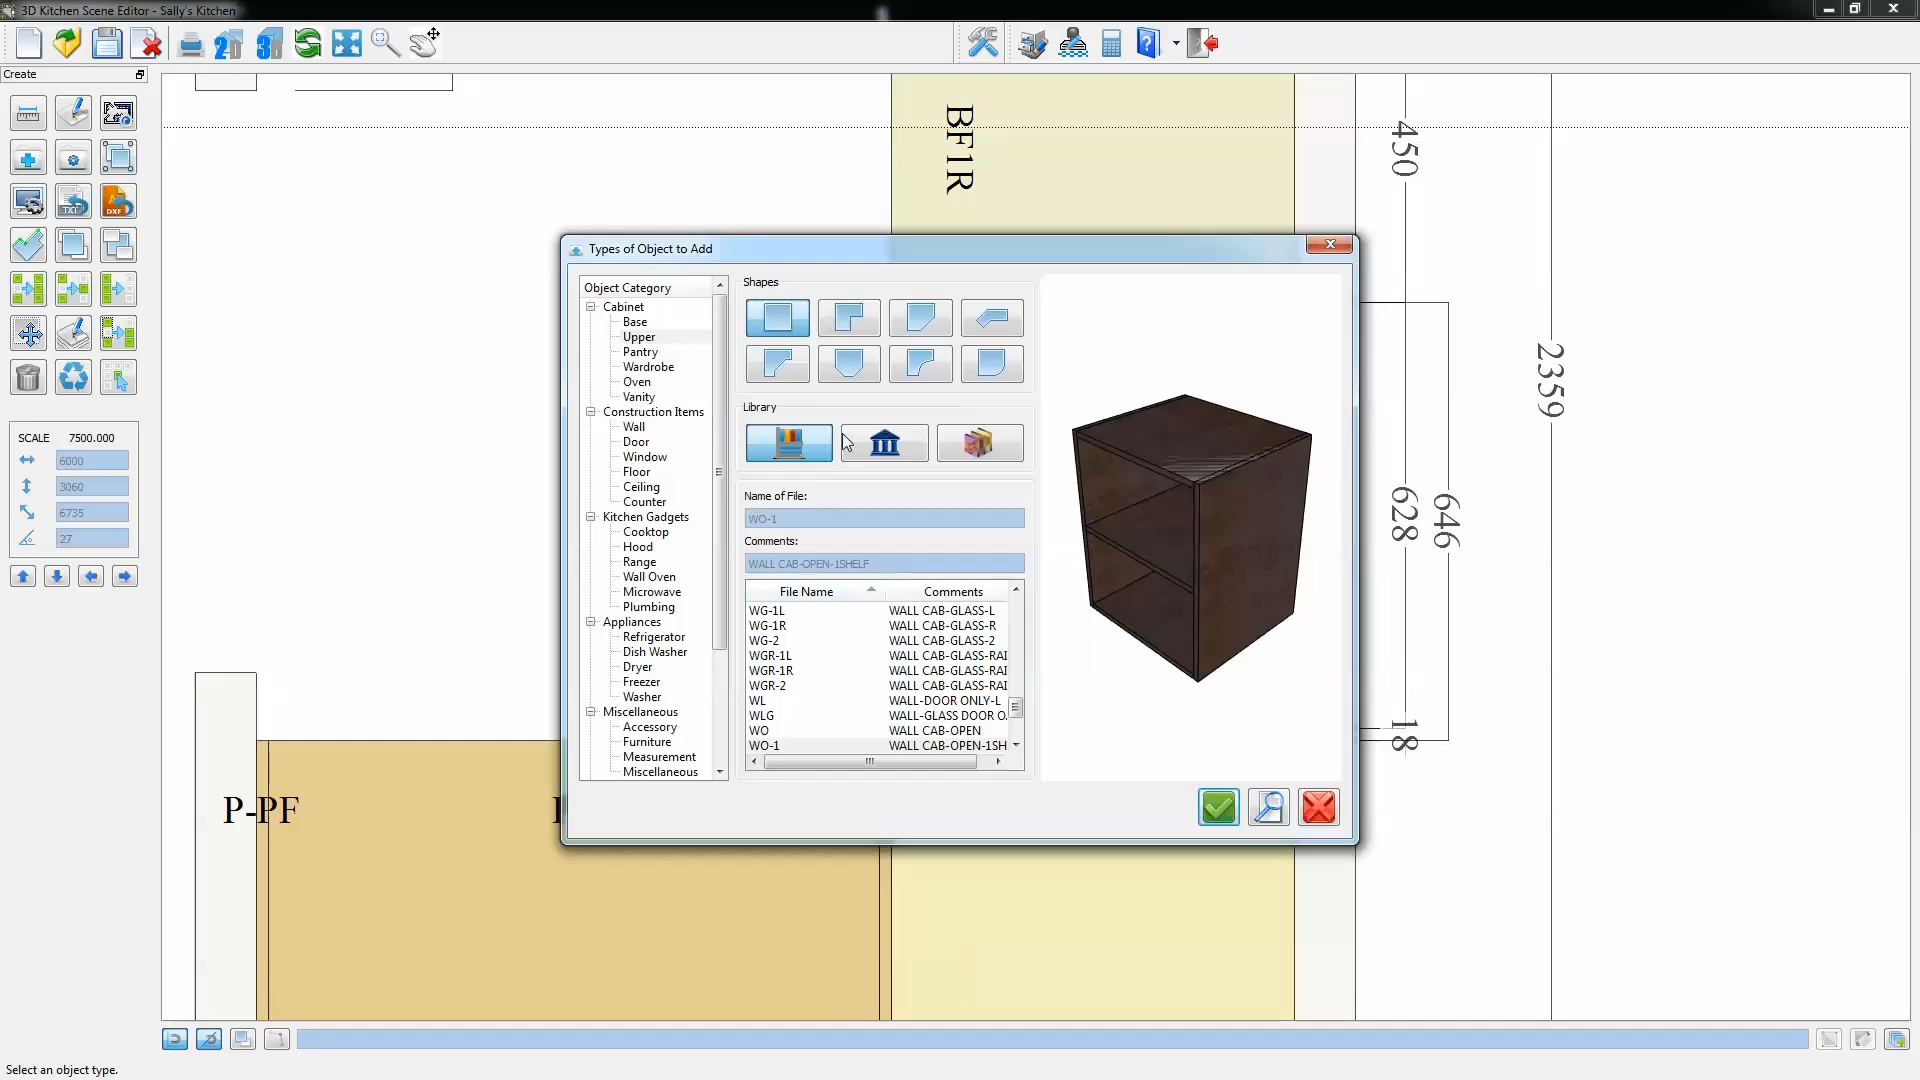 3D Kitchen Scene Editor - Sally's Kitchen
2D
3D
Create
TXT
DXF
SCALE 7500.000
6000
3060
6735
27
BF1R
450
2359
628
646
18
P-PF
Types of Object to Add
Object Category
Cabinet
Base
Upper
Pantry
Wardrobe
Oven
Vanity
Construction Items
Wall
Door
Window
Floor
Ceiling
Counter
Kitchen Gadgets
Cooktop
Hood
Range
Wall Oven
Microwave
Plumbing
Appliances
Refrigerator
Dish Washer
Dryer
Freezer
Washer
Miscellaneous
Accessory
Furniture
Measurement
Miscellaneous
Shapes
Library
Name of File:
WO-1
Comments:
WALL CAB-OPEN-1SHELF
File Name Comments
WG-1L WALL CAB-GLASS-L
WG-1R WALL CAB-GLASS-R
WG-2 WALL CAB-GLASS-2
WGR-1L WALL CAB-GLASS-RAI
WGR-1R WALL CAB-GLASS-RAI
WGR-2 WALL CAB-GLASS-RAI
WL WALL-DOOR ONLY-L
WLG WALL-GLASS DOOR O.
WO WALL CAB-OPEN
WO-1 WALL CAB-OPEN-1SH
Select an object type.